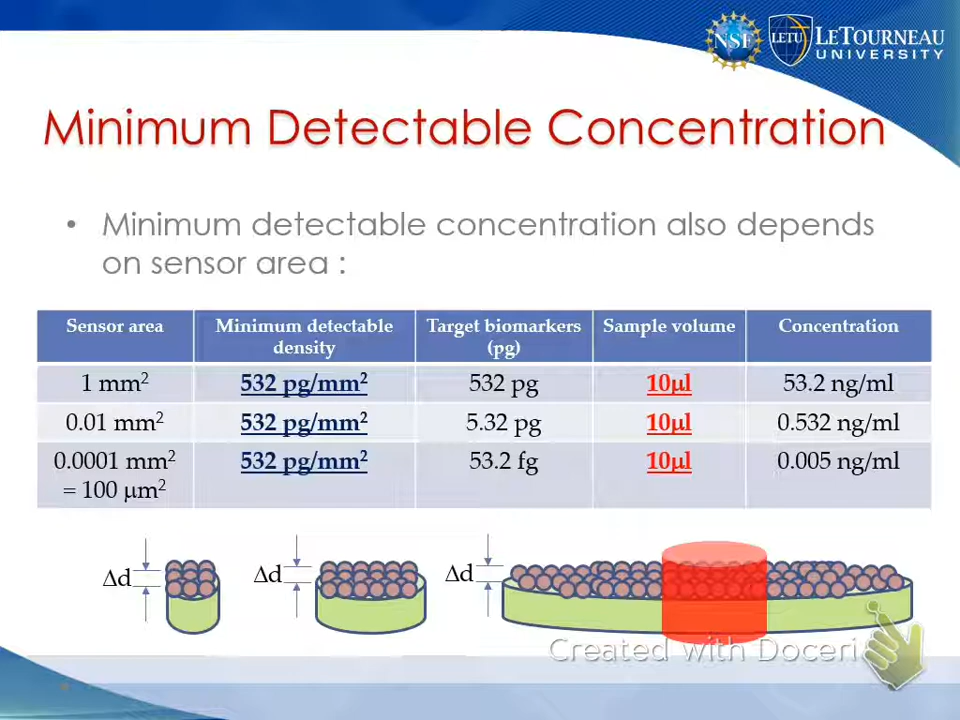 NSF
LETU
LETOURNEAU
UNIVERSITY
Minimum Detectable Concentration
• Minimum detectable concentration also depends
on sensor area :
Sensor area Minimum detectable density Target biomarkers (pg) Sample volume Concentration
1 mm² 532 pg/mm² 532 pg 10μl 53.2 ng/ml
0.01 mm² 532 pg/mm² 5.32 pg 10μl 0.532 ng/ml
0.0001 mm² 532 pg/mm² 53.2 fg 10μl 0.005 ng/ml
= 100 μm²
Δd Δd Δd
Created with Doceri